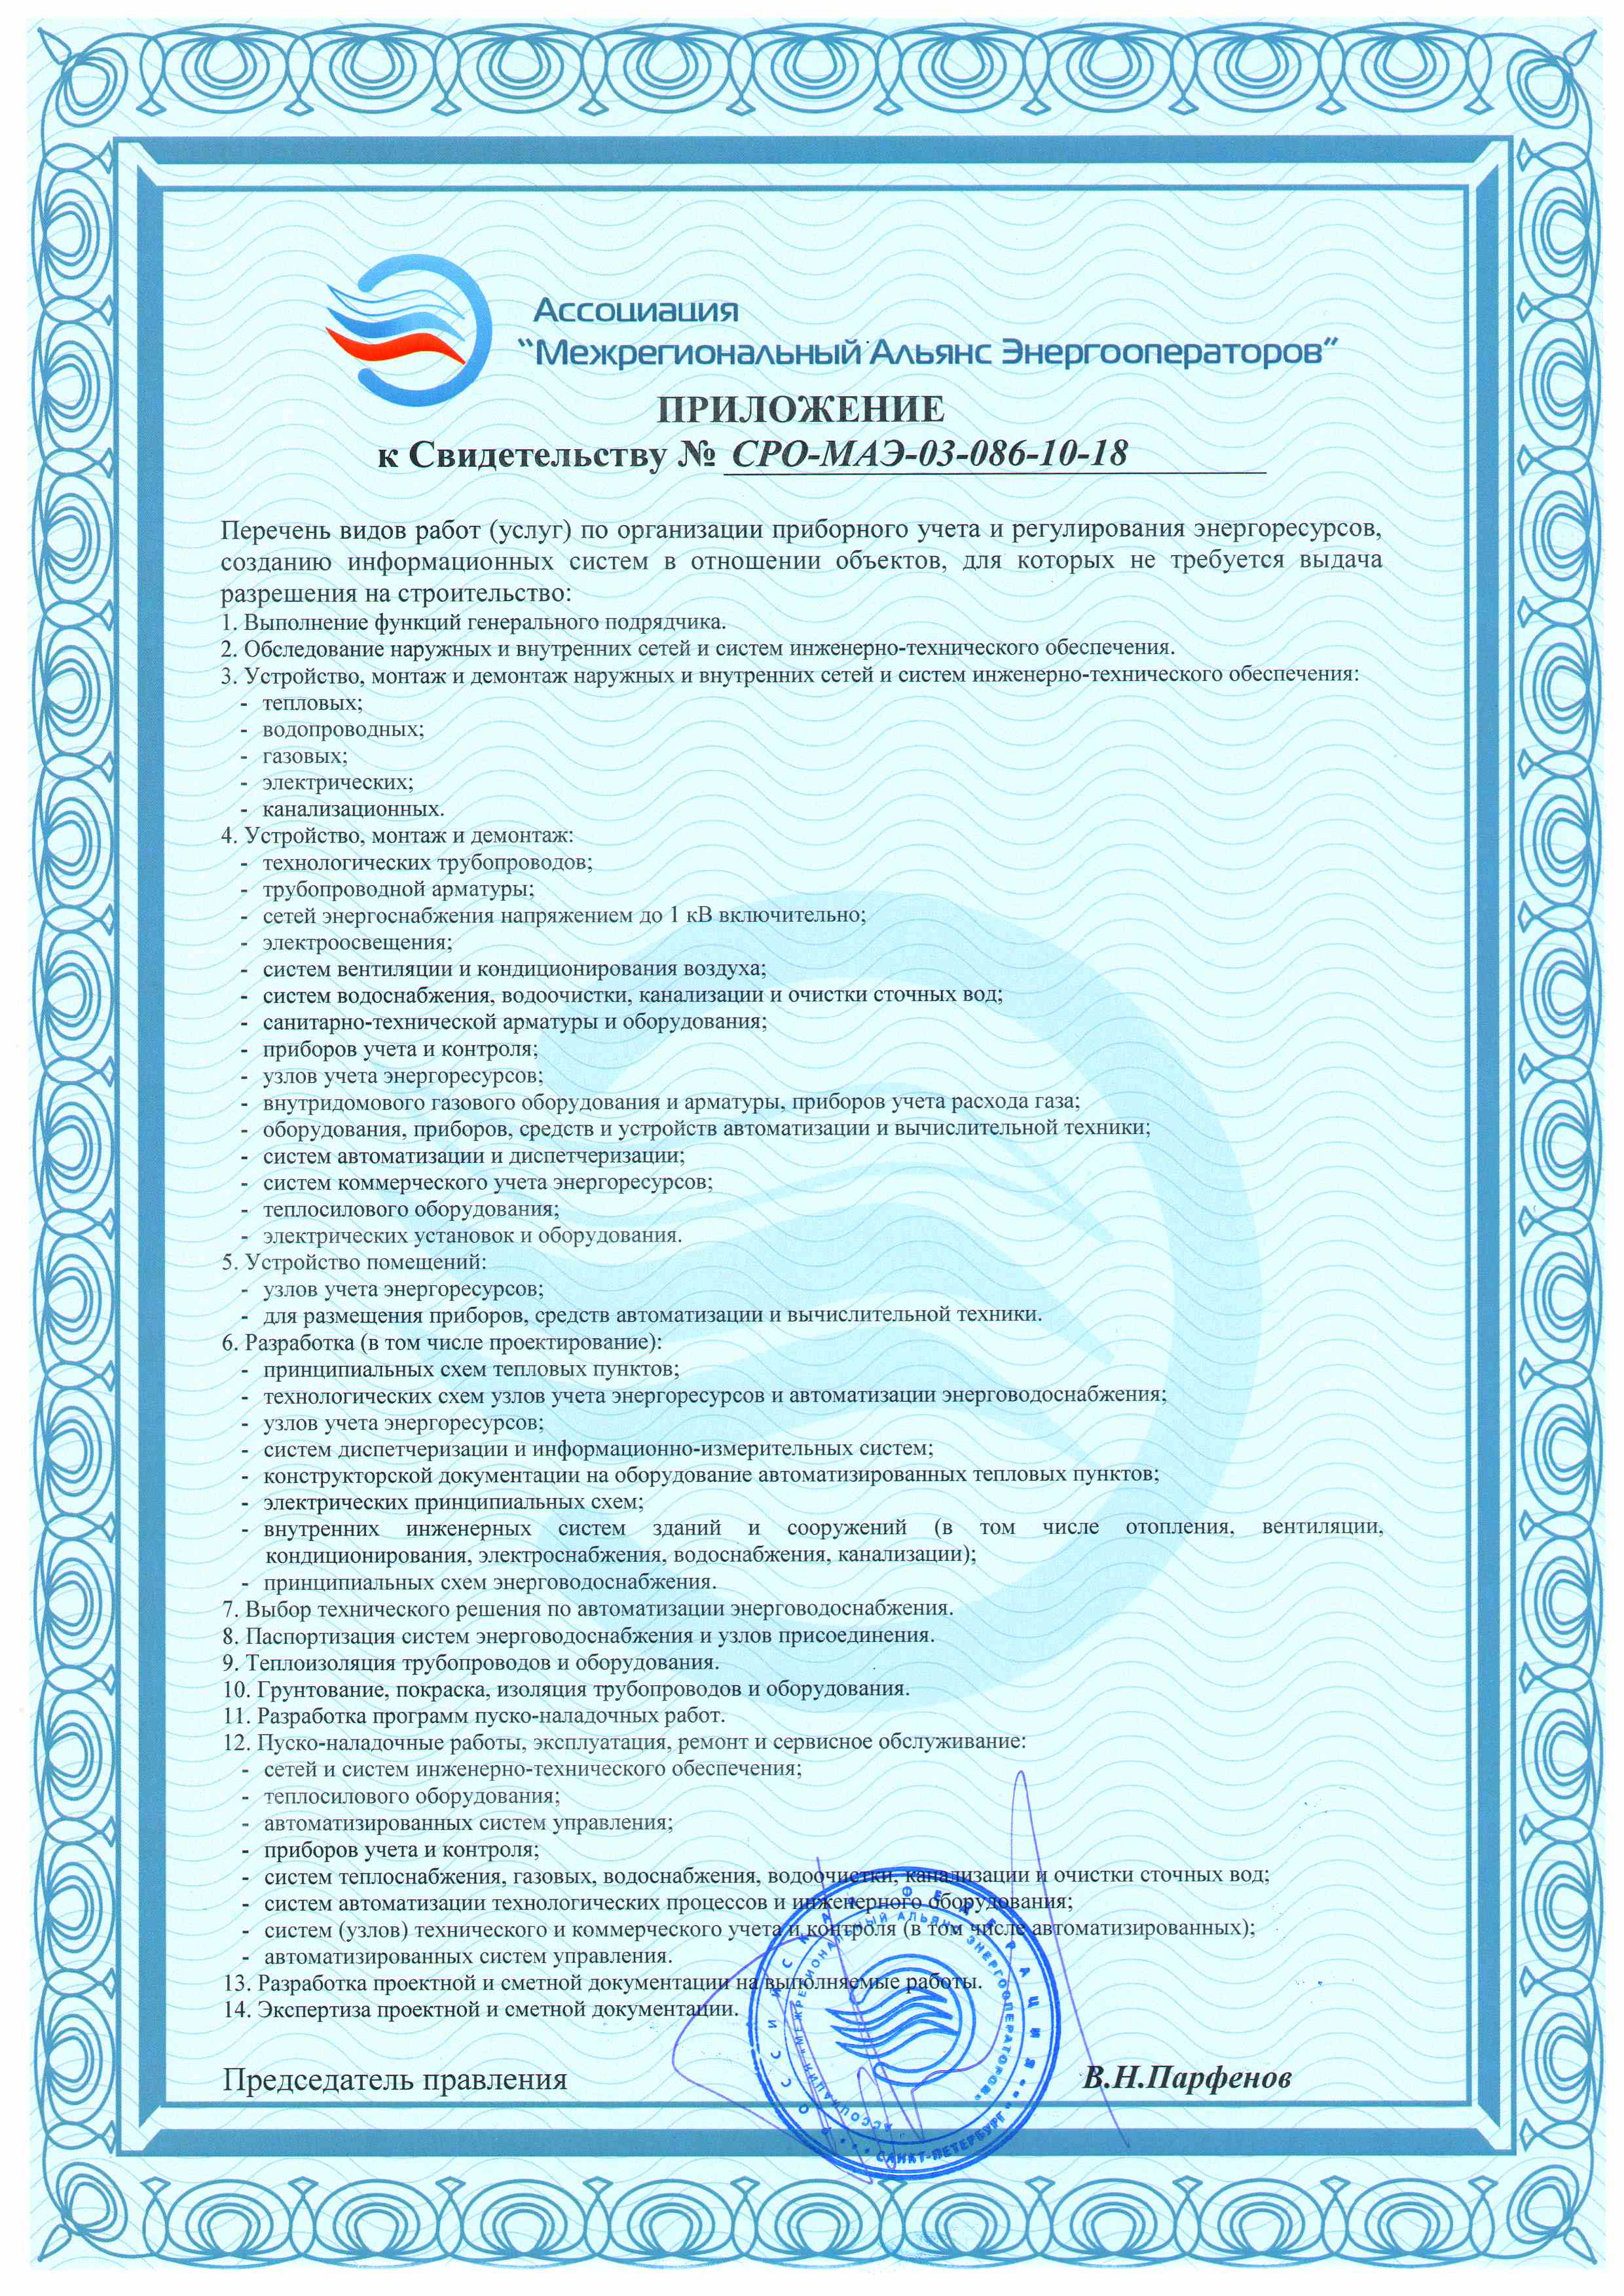 Ассоциация
“Межрегиональный Альянс Энергооператоров”
ПРИЛОЖЕНИЕ
к Свидетельству № СРО-МАЭ-03-086-10-18
Перечень видов работ (услуг) по организации приборного учета и регулирования энергоресурсов,
созданию информационных систем в отношении объектов, для которых не требуется выдача
разрешения на строительство:
1. Выполнение функций генерального подрядчика.
2. Обследование наружных и внутренних сетей и систем инженерно-технического обеспечения.
3. Устройство, монтаж и демонтаж наружных и внутренних сетей и систем инженерно-технического обеспечения:
- тепловых;
- водопроводных;
- газовых;
- электрических;
- канализационных.
4. Устройство, монтаж и демонтаж:
- технологических трубопроводов;
- трубопроводной арматуры;
- сетей энергоснабжения напряжением до 1 кВ включительно;
- электроосвещения;
- систем вентиляции и кондиционирования воздуха;
- систем водоснабжения, водоочистки, канализации и очистки сточных вод;
- санитарно-технической арматуры и оборудования;
- приборов учета и контроля;
- узлов учета энергоресурсов;
- внутридомового газового оборудования и арматуры, приборов учета расхода газа;
- оборудования, приборов, средств и устройств автоматизации и вычислительной техники;
- систем автоматизации и диспетчеризации;
- систем коммерческого учета энергоресурсов;
- теплосилового оборудования;
- электрических установок и оборудования.
5. Устройство помещений:
- узлов учета энергоресурсов;
- для размещения приборов, средств автоматизации и вычислительной техники.
6. Разработка (в том числе проектирование):
- принципиальных схем тепловых пунктов;
- технологических схем узлов учета энергоресурсов и автоматизации энерговодоснабжения;
- узлов учета энергоресурсов;
- систем диспетчеризации и информационно-измерительных систем;
- конструкторской документации на оборудование автоматизированных тепловых пунктов;
- электрических принципиальных схем;
- внутренних инженерных систем зданий и сооружений (в том числе отопления, вентиляции,
кондиционирования, электроснабжения, водоснабжения, канализации);
- принципиальных схем энерговодоснабжения.
7. Выбор технического решения по автоматизации энерговодоснабжения.
8. Паспортизация систем энерговодоснабжения и узлов присоединения.
9. Теплоизоляция трубопроводов и оборудования.
10. Грунтование, покраска, изоляция трубопроводов и оборудования.
11. Разработка программ пуско-наладочных работ.
12. Пуско-наладочные работы, эксплуатация, ремонт и сервисное обслуживание:
- сетей и систем инженерно-технического обеспечения;
- теплосилового оборудования;
- автоматизированных систем управления;
- приборов учета и контроля;
- систем теплоснабжения, газовых, водоснабжения, водоочистки, канализации и очистки сточных вод;
- систем автоматизации технологических процессов и инженерного оборудования;
- систем (узлов) технического и коммерческого учета и контроля (в том числе автоматизированных);
- автоматизированных систем управления.
13. Разработка проектной и сметной документации на выполняемые работы.
14. Экспертиза проектной и сметной документации.
Председатель правления
В.Н.Парфенов
РОССИЙСКАЯ ФЕДЕРАЦИЯ
АССОЦИАЦИЯ «МЕЖРЕГИОНАЛЬНЫЙ АЛЬЯНС ЭНЕРГООПЕРАТОРОВ»
САНКТ-ПЕТЕРБУРГ